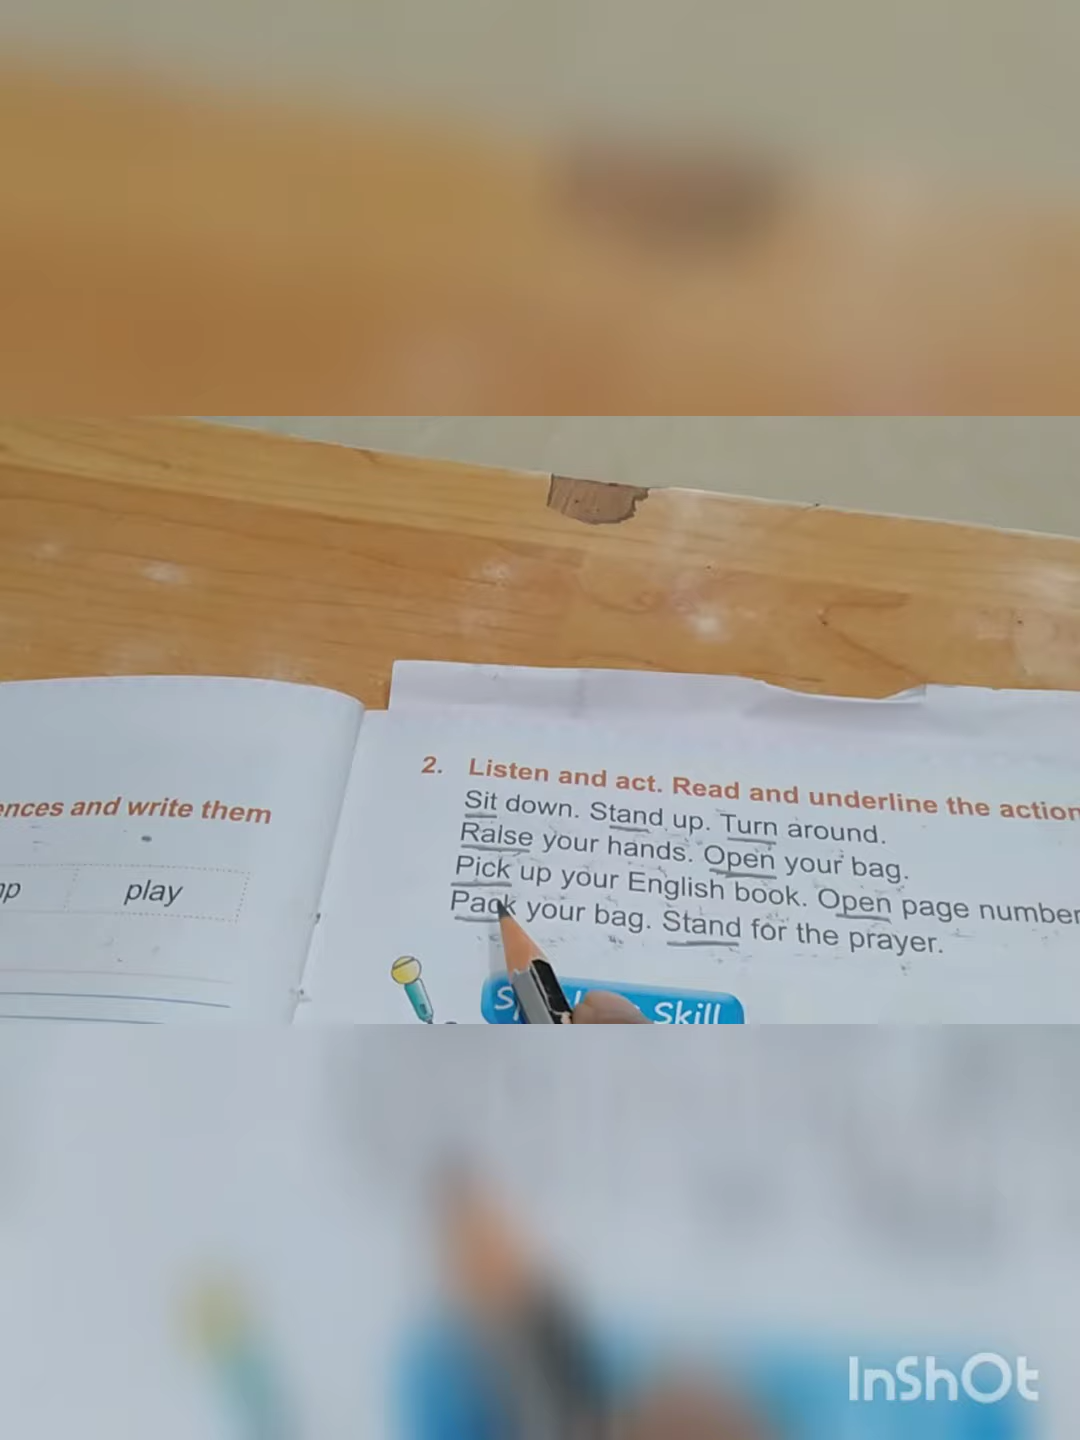 2. Listen and act. Read and underline the action
Sit down. Stand up. Turn around.
Raise your hands. Open your bag.
Pick up your English book. Open page number
Pack your bag. Stand for the prayer.
Skill
and write them
play
InShOt